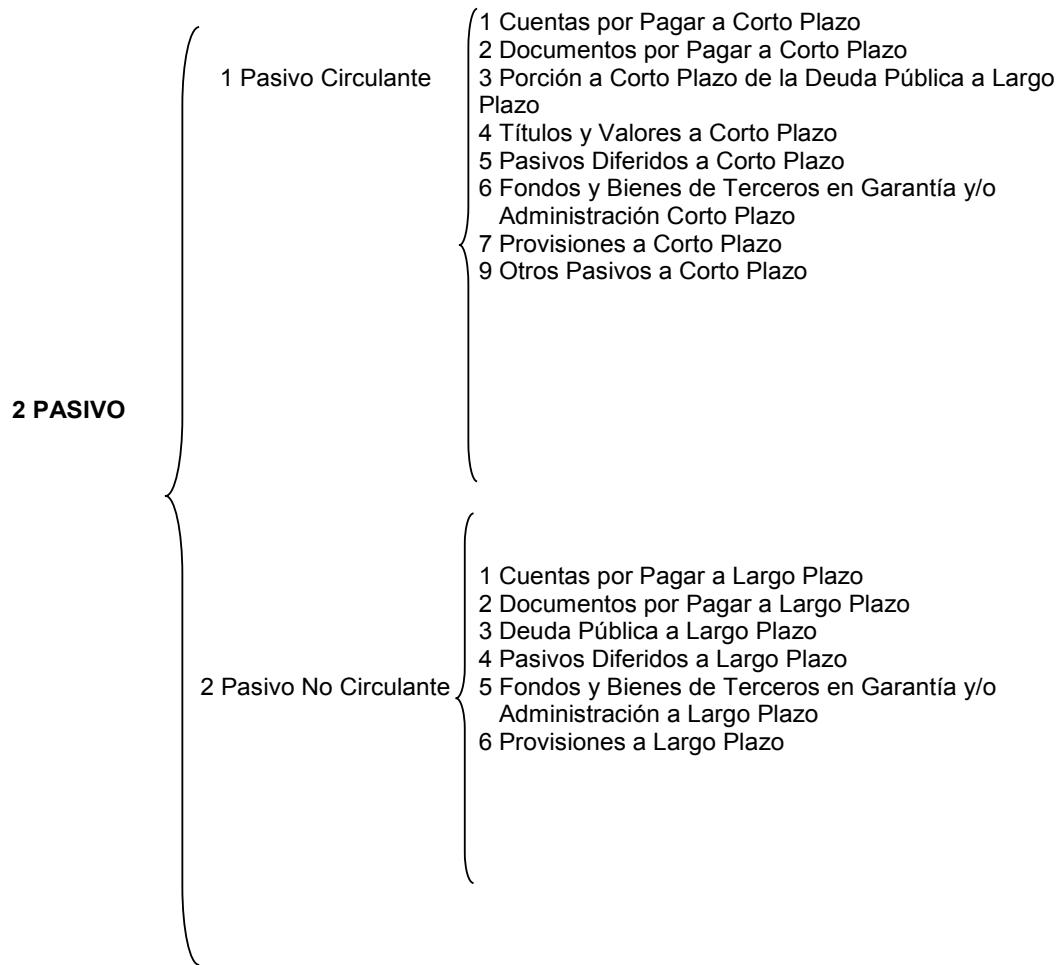 2 PASIVO
1 Pasivo Circulante
1 Cuentas por Pagar a Corto Plazo
2 Documentos por Pagar a Corto Plazo
3 Porción a Corto Plazo de la Deuda Pública a Largo
Plazo
4 Títulos y Valores a Corto Plazo
5 Pasivos Diferidos a Corto Plazo
6 Fondos y Bienes de Terceros en Garantía y/o
Administración Corto Plazo
7 Provisiones a Corto Plazo
9 Otros Pasivos a Corto Plazo
2 Pasivo No Circulante
1 Cuentas por Pagar a Largo Plazo
2 Documentos por Pagar a Largo Plazo
3 Deuda Pública a Largo Plazo
4 Pasivos Diferidos a Largo Plazo
5 Fondos y Bienes de Terceros en Garantía y/o
Administración a Largo Plazo
6 Provisiones a Largo Plazo